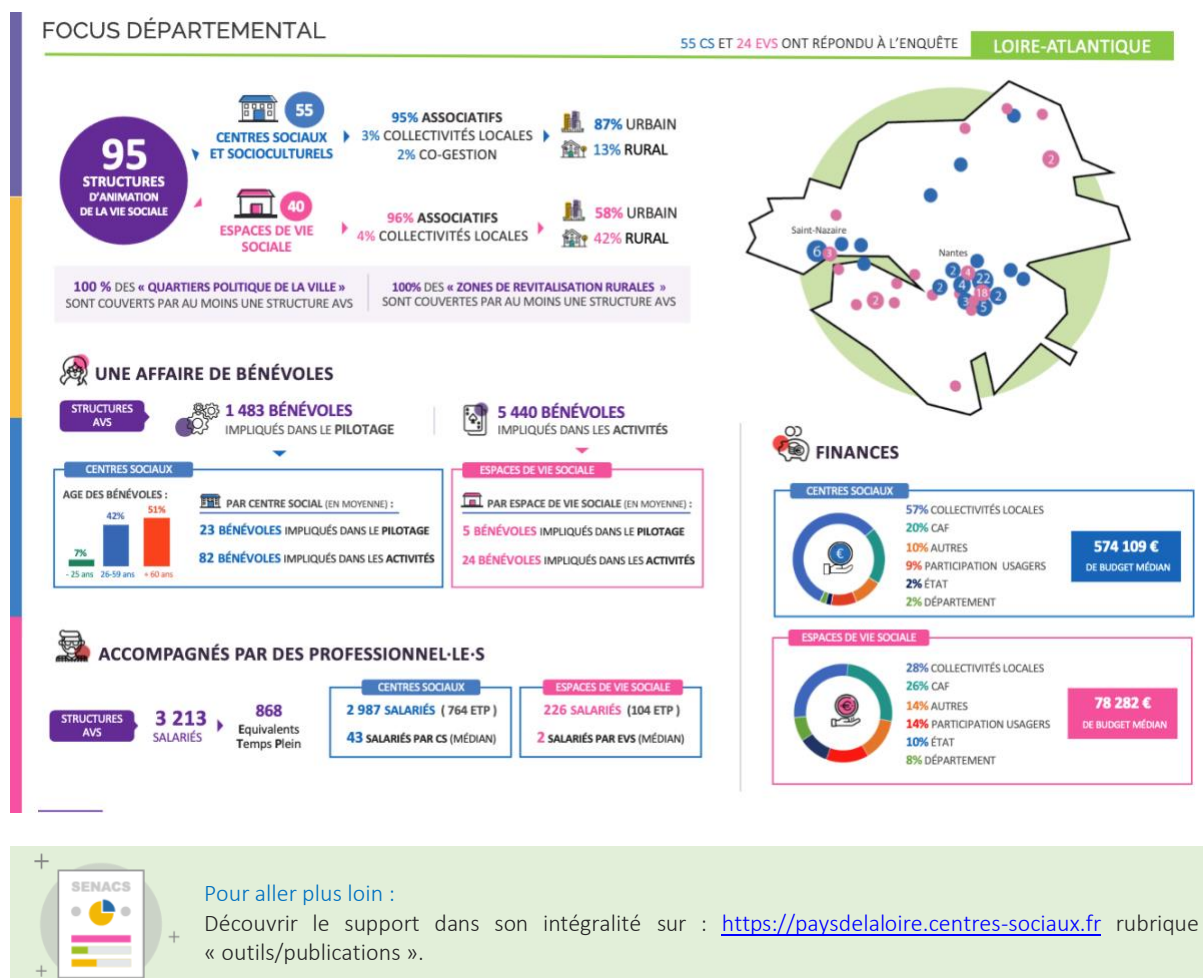 FOCUS DÉPARTEMENTAL
55 CS ET 24 EVS ONT RÉPONDU À L'ENQUÊTE
LOIRE-ATLANTIQUE
95
STRUCTURES
D'ANIMATION
DE LA VIE SOCIALE
55
CENTRES SOCIAUX
ET SOCIOCULTURELS
95% ASSOCIATIFS
3% COLLECTIVITÉS LOCALES
2% CO-GESTION
87% URBAIN
13% RURAL
40
ESPACES DE VIE
SOCIALE
96% ASSOCIATIFS
4% COLLECTIVITÉS LOCALES
58% URBAIN
42% RURAL
100 % DES « QUARTIERS POLITIQUE DE LA VILLE »
SONT COUVERTS PAR AU MOINS UNE STRUCTURE AVS
100% DES « ZONES DE REVITALISATION RURALES »
SONT COUVERTES PAR AU MOINS UNE STRUCTURE AVS
2
Saint-Nazaire
6
3
Nantes
2
4
22
2
4
18
2
3
5
2
UNE AFFAIRE DE BÉNÉVOLES
STRUCTURES
AVS
1 483 BÉNÉVOLES
IMPLIQUÉS DANS LE PILOTAGE
5 440 BÉNÉVOLES
IMPLIQUÉS DANS LES ACTIVITÉS
CENTRES SOCIAUX
AGE DES BÉNÉVOLES :
7%
42%
51%
- 25 ans
26-59 ans
+ 60 ans
PAR CENTRE SOCIAL (EN MOYENNE) :
23 BÉNÉVOLES IMPLIQUÉS DANS LE PILOTAGE
82 BÉNÉVOLES IMPLIQUÉS DANS LES ACTIVITÉS
ESPACES DE VIE SOCIALE
PAR ESPACE DE VIE SOCIALE (EN MOYENNE) :
5 BÉNÉVOLES IMPLIQUÉS DANS LE PILOTAGE
24 BÉNÉVOLES IMPLIQUÉS DANS LES ACTIVITÉS
ACCOMPAGNÉS PAR DES PROFESSIONNEL·LE·S
STRUCTURES
AVS
3 213
SALARIÉS
868
Equivalents
Temps Plein
CENTRES SOCIAUX
2 987 SALARIÉS ( 764 ETP )
43 SALARIÉS PAR CS (MÉDIAN)
ESPACES DE VIE SOCIALE
226 SALARIÉS (104 ETP )
2 SALARIÉS PAR EVS (MÉDIAN)
FINANCES
CENTRES SOCIAUX
€
57% COLLECTIVITÉS LOCALES
20% CAF
10% AUTRES
9% PARTICIPATION USAGERS
2% ÉTAT
2% DÉPARTEMENT
574 109 €
DE BUDGET MÉDIAN
ESPACES DE VIE SOCIALE
€
28% COLLECTIVITÉS LOCALES
26% CAF
14% AUTRES
14% PARTICIPATION USAGERS
10% ÉTAT
8% DÉPARTEMENT
78 282 €
DE BUDGET MÉDIAN
SENACS
Pour aller plus loin :
Découvrir le support dans son intégralité sur : https://paysdelaloire.centres-sociaux.fr rubrique
« outils/publications ».